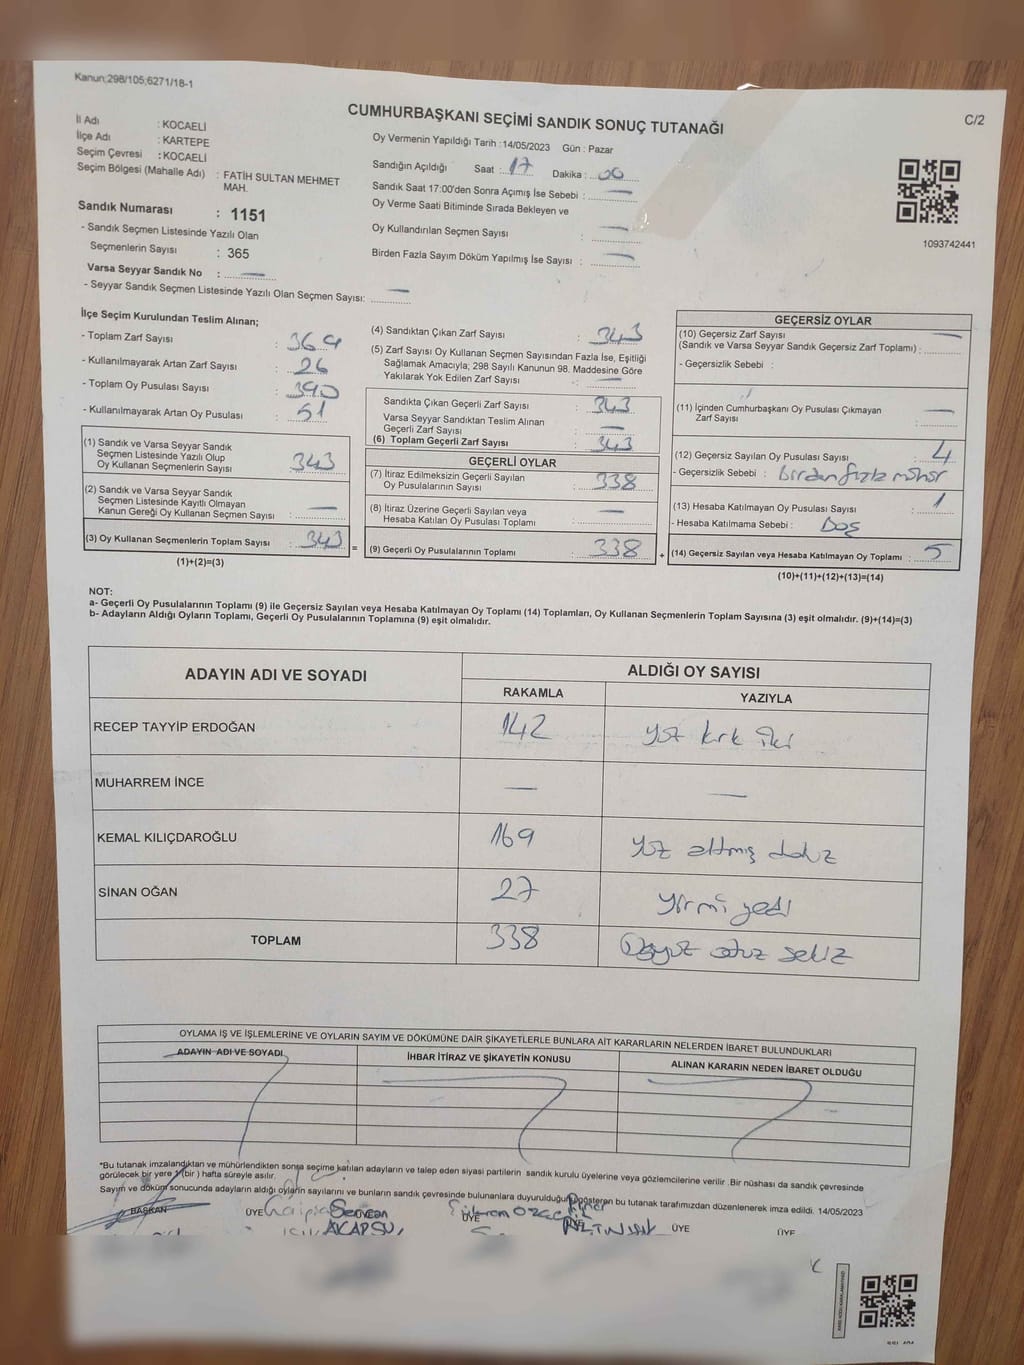 Kanun;298/105;6271/18-1
CUMHURBAŞKANI SEÇİMİ SANDIK SONUÇ TUTANAĞI
C/2
İl Adı : KOCAELİ
İlçe Adı : KARTEPE
Seçim Çevresi : KOCAELİ
Seçim Bölgesi (Mahalle Adı) : FATİH SULTAN MEHMET
MAH.
Sandık Numarası : 1151
- Sandık Seçmen Listesinde Yazılı Olan
Seçmenlerin Sayısı : 365
Varsa Seyyar Sandık No : —
- Seyyar Sandık Seçmen Listesinde Yazılı Olan Seçmen Sayısı: —
Oy Vermenin Yapıldığı Tarih :14/05/2023 Gün : Pazar
Sandığın Açıldığı Saat : 17 Dakika : 00
Sandık Saat 17:00'den Sonra Açımış İse Sebebi : —
Oy Verme Saati Bitiminde Sırada Bekleyen ve
Oy Kullandırılan Seçmen Sayısı : —
Birden Fazla Sayım Döküm Yapılmış İse Sayısı : —
1093742441
İlçe Seçim Kurulundan Teslim Alınan;
- Toplam Zarf Sayısı : 369
- Kullanılmayarak Artan Zarf Sayısı : 26
- Toplam Oy Pusulası Sayısı : 390
- Kullanılmayarak Artan Oy Pusulası : 51
(1) Sandık ve Varsa Seyyar Sandık
Seçmen Listesinde Yazılı Olup
Oy Kullanan Seçmenlerin Sayısı 343
(2) Sandık ve Varsa Seyyar Sandık
Seçmen Listesinde Kayıtlı Olmayan
Kanun Gereği Oy Kullanan Seçmen Sayısı : —
(3) Oy Kullanan Seçmenlerin Toplam Sayısı : 343
(1)+(2)=(3)
=
(4) Sandıktan Çıkan Zarf Sayısı : 343
(5) Zarf Sayısı Oy Kullanan Seçmen Sayısından Fazla İse, Eşitliği
Sağlamak Amacıyla; 298 Sayılı Kanunun 98. Maddesine Göre
Yakılarak Yok Edilen Zarf Sayısı : —
Sandıkta Çıkan Geçerli Zarf Sayısı : 343
Varsa Seyyar Sandıktan Teslim Alınan
Geçerli Zarf Sayısı : —
(6) Toplam Geçerli Zarf Sayısı : 343
GEÇERLİ OYLAR
(7) İtiraz Edilmeksizin Geçerli Sayılan
Oy Pusulalarının Sayısı : 338
(8) İtiraz Üzerine Geçerli Sayılan veya
Hesaba Katılan Oy Pusulası Toplamı : —
(9) Geçerli Oy Pusulalarının Toplamı : 338
+
GEÇERSİZ OYLAR
(10) Geçersiz Zarf Sayısı —
(Sandık ve Varsa Seyyar Sandık Geçersiz Zarf Toplamı) :
- Geçersizlik Sebebi :
(11) İçinden Cumhurbaşkanı Oy Pusulası Çıkmayan
Zarf Sayısı : —
(12) Geçersiz Sayılan Oy Pusulası Sayısı : 4
- Geçersizlik Sebebi : birden fazla mühür
(13) Hesaba Katılmayan Oy Pusulası Sayısı : 1
- Hesaba Katılmama Sebebi : Boş
(14) Geçersiz Sayılan veya Hesaba Katılmayan Oy Toplamı : 5
(10)+(11)+(12)+(13)=(14)
NOT:
a- Geçerli Oy Pusulalarının Toplamı (9) ile Geçersiz Sayılan veya Hesaba Katılmayan Oy Toplamı (14) Toplamları, Oy Kullanan Seçmenlerin Toplam Sayısına (3) eşit olmalıdır. (9)+(14)=(3)
b- Adayların Aldığı Oyların Toplamı, Geçerli Oy Pusulalarının Toplamına (9) eşit olmalıdır.
ADAYIN ADI VE SOYADI ALDIĞI OY SAYISI
RAKAMLA YAZIYLA
RECEP TAYYİP ERDOĞAN 142 yüz kırk iki
MUHARREM İNCE — —
KEMAL KILIÇDAROĞLU 169 yüz altmış dokuz
SİNAN OĞAN 27 yirmi yedi
TOPLAM 338 Üçyüz otuz sekiz
OYLAMA İŞ VE İŞLEMLERİNE VE OYLARIN SAYIM VE DÖKÜMÜNE DAİR ŞİKAYETLERLE BUNLARA AİT KARARLARIN NELERDEN İBARET BULUNDUKLARI
ADAYIN ADI VE SOYADI İHBAR İTİRAZ VE ŞİKAYETİN KONUSU ALINAN KARARIN NEDEN İBARET OLDUĞU
*Bu tutanak imzalandıktan ve mühürlendikten sonra seçime katılan adayların ve talep eden siyasi partilerin sandık kurulu üyelerine veya gözlemcilerine verilir .Bir nüshası da sandık çevresinde
görülecek bir yere 1 (bir ) hafta süreyle asılır.
Sayım ve döküm sonucunda adayların aldığı oyların sayılarını ve bunların sandık çevresinde bulunanlara duyurulduğunu gösteren bu tutanak tarafımızdan düzenlenerek imza edildi. 14/05/2023
BAŞKAN ÜYE ÜYE ÜYE ÜYE ÜYE ÜYE
AKAPSU